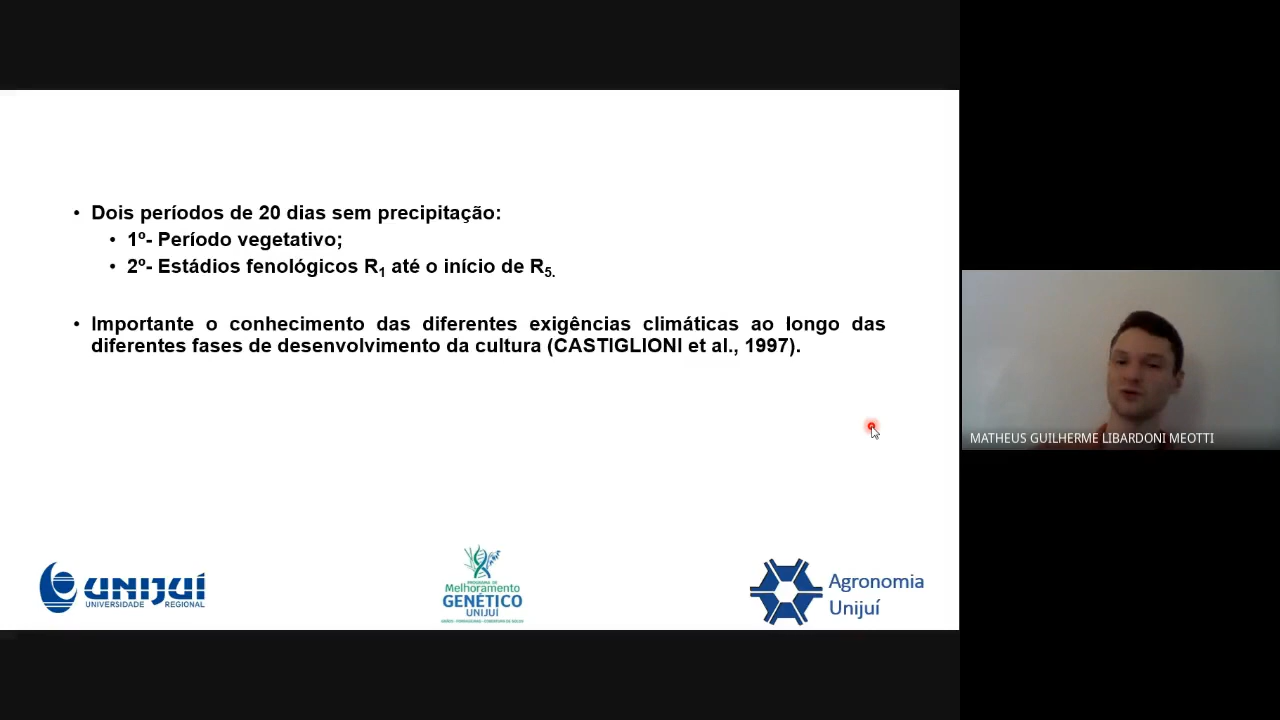 • Dois períodos de 20 dias sem precipitação:
• 1º- Período vegetativo;
• 2º- Estádios fenológicos R1 até o início de R5.
• Importante o conhecimento das diferentes exigências climáticas ao longo das
diferentes fases de desenvolvimento da cultura (CASTIGLIONI et al., 1997).
MATHEUS GUILHERME LIBARDONI MEOTTI
UNIJUÍ
UNIVERSIDADE REGIONAL
PROGRAMA DE
Melhoramento
GENÉTICO
UNIJUÍ
Agronomia
Unijuí